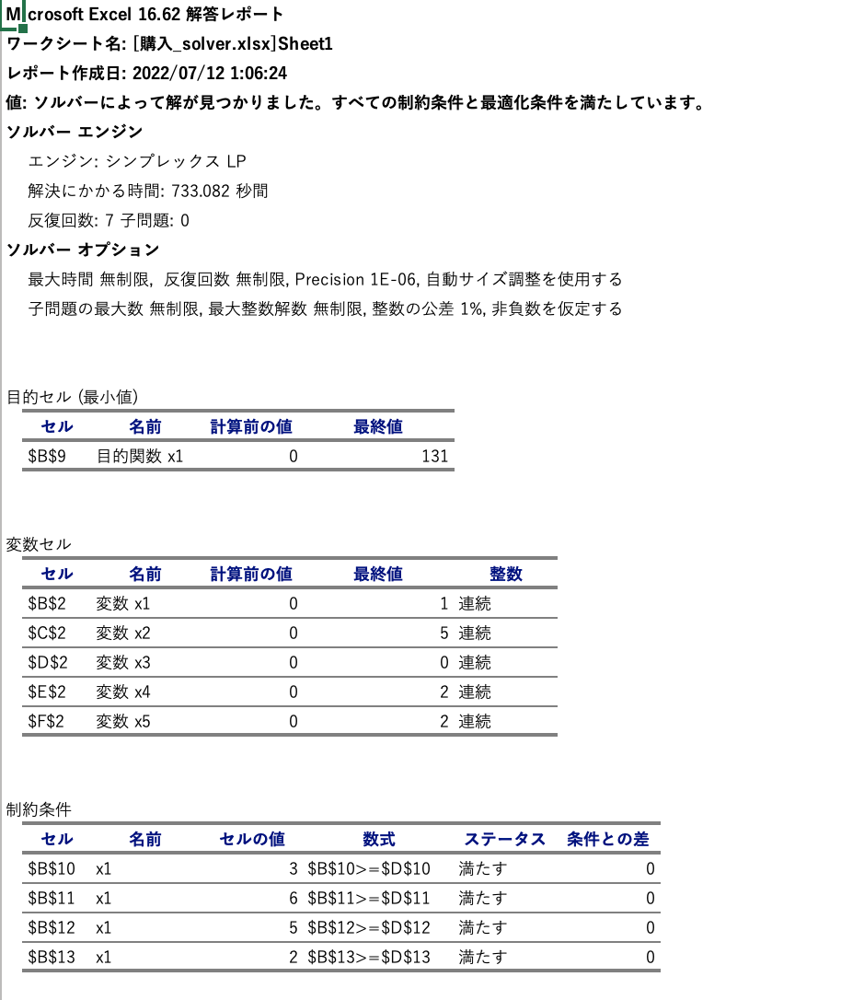 Microsoft Excel 16.62 解答レポート
ワークシート名: [購入_solver.xlsx]Sheet1
レポート作成日: 2022/07/12 1:06:24
値: ソルバーによって解が見つかりました。すべての制約条件と最適化条件を満たしています。
ソルバー エンジン
エンジン: シンプレックス LP
解決にかかる時間: 733.082 秒間
反復回数: 7 子問題: 0
ソルバー オプション
最大時間 無制限, 反復回数 無制限, Precision 1E-06, 自動サイズ調整を使用する
子問題の最大数 無制限, 最大整数解数 無制限, 整数の公差 1%, 非負数を仮定する
目的セル (最小値)
セル 名前 計算前の値 最終値
$B$9 目的関数 x1 0 131
変数セル
セル 名前 計算前の値 最終値 整数
$B$2 変数 x1 0 1 連続
$C$2 変数 x2 0 5 連続
$D$2 変数 x3 0 0 連続
$E$2 変数 x4 0 2 連続
$F$2 変数 x5 0 2 連続
制約条件
セル 名前 セルの値 数式 ステータス 条件との差
$B$10 x1 3 $B$10>=$D$10 満たす 0
$B$11 x1 6 $B$11>=$D$11 満たす 0
$B$12 x1 5 $B$12>=$D$12 満たす 0
$B$13 x1 2 $B$13>=$D$13 満たす 0